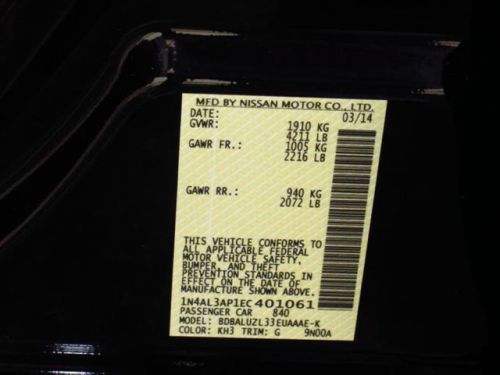 MFD BY NISSAN MOTOR CO., LTD.
DATE: 03/14
GVWR: 1910 KG
4211 LB
GAWR FR.: 1005 KG
2216 LB
GAWR RR.: 940 KG
2072 LB
THIS VEHICLE CONFORMS TO
ALL APPLICABLE FEDERAL
MOTOR VEHICLE SAFETY,
BUMPER, AND THEFT
PREVENTION STANDARDS IN
EFFECT ON THE DATE OF
MANUFACTURE SHOWN ABOVE.
1N4AL3AP1EC401061
PASSENGER CAR 840
MODEL: BDBALUZL33EUAAAE-K
COLOR: KH3 TRIM: G 9N00A